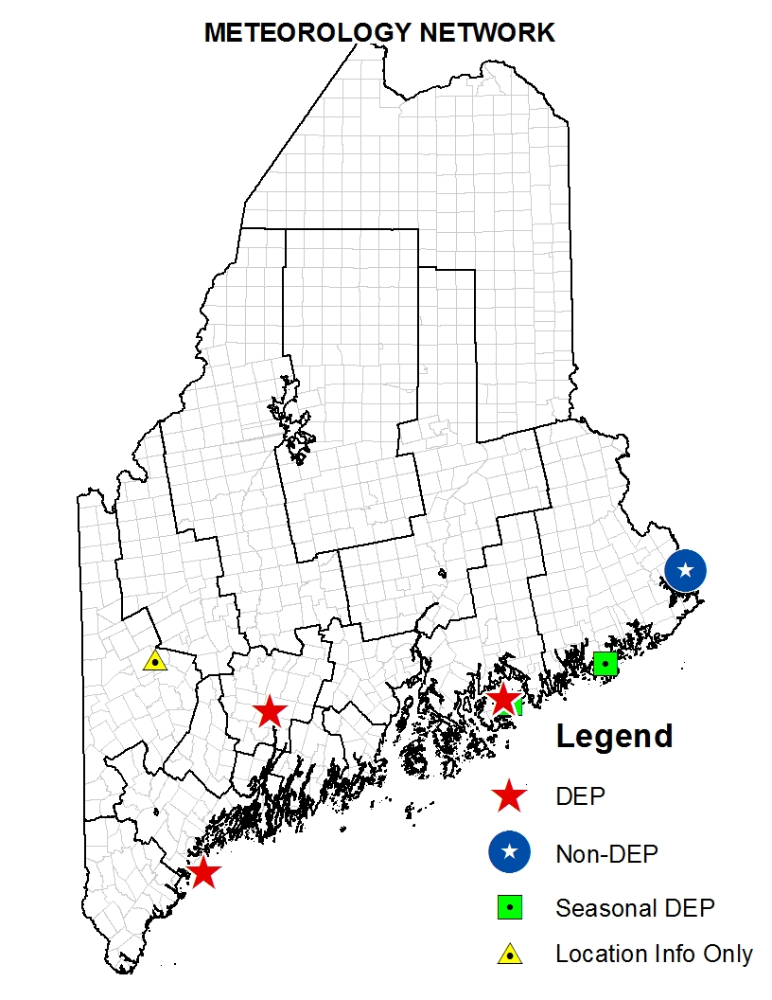 METEOROLOGY NETWORK
Legend
DEP
Non-DEP
Seasonal DEP
Location Info Only